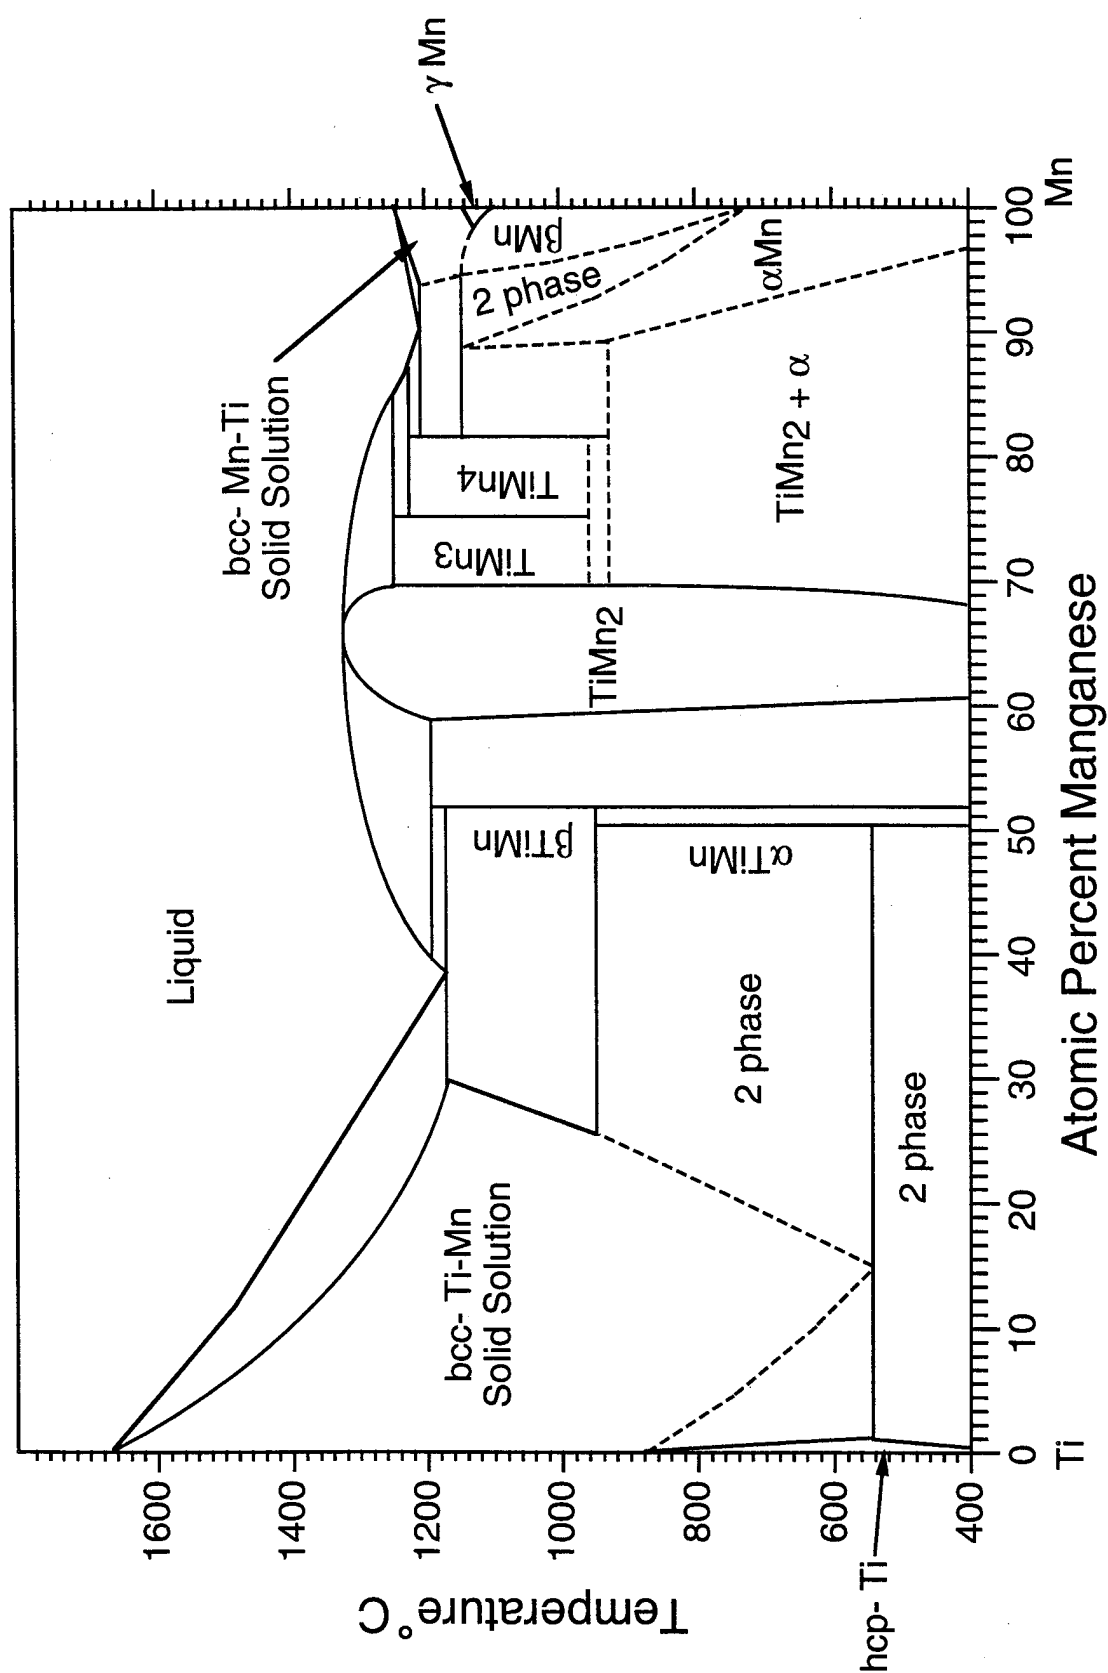 γ Mn
bcc- Mn-Ti
Solid Solution
Liquid
βMn
2 phase
αMn
TiMn4
TiMn3
TiMn2 + α
TiMn2
βTiMn
αTiMn
2 phase
2 phase
bcc- Ti-Mn
Solid Solution
hcp- Ti
Temperature°C
1600
1400
1200
1000
800
600
400
0
10
20
30
40
50
60
70
80
90
100
Ti
Mn
Atomic Percent Manganese